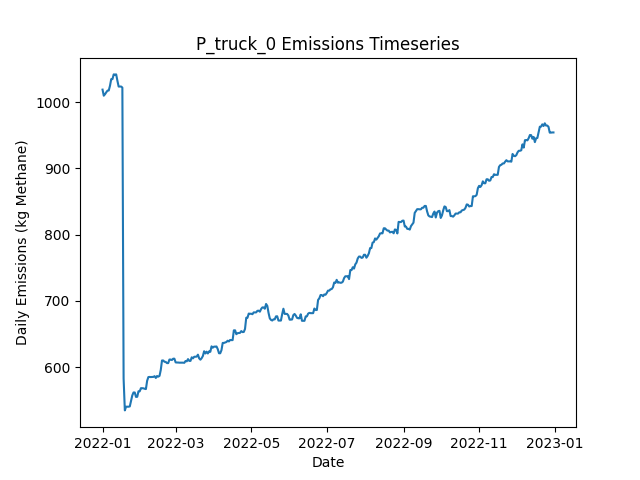 P_truck_0 Emissions Timeseries
Daily Emissions (kg Methane)
1000
900
800
700
600
2022-01 2022-03 2022-05 2022-07 2022-09 2022-11 2023-01
Date